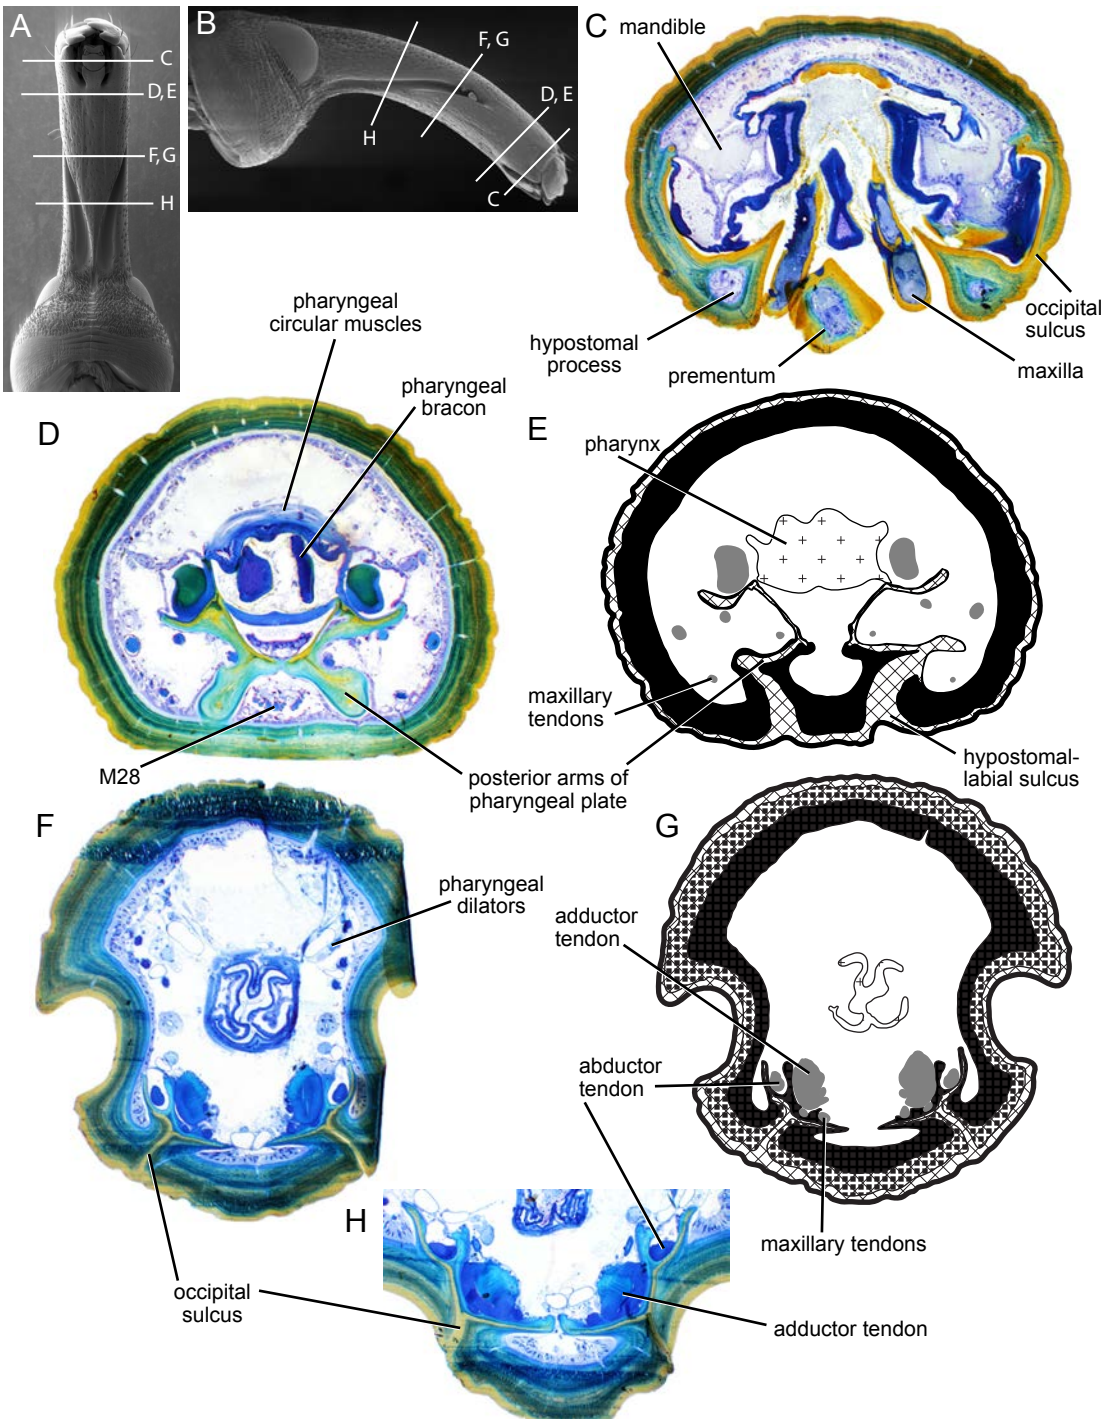 A
C
D, E
F, G
H
B
F, G
D, E
H
C
C
mandible
hypostomal
process
prementum
occipital
sulcus
maxilla
pharyngeal
circular muscles
pharyngeal
bracon
D
M28
E
pharynx
maxillary
tendons
posterior arms of
pharyngeal plate
hypostomal-
labial sulcus
F
pharyngeal
dilators
G
adductor
tendon
abductor
tendon
maxillary tendons
H
occipital
sulcus
adductor tendon